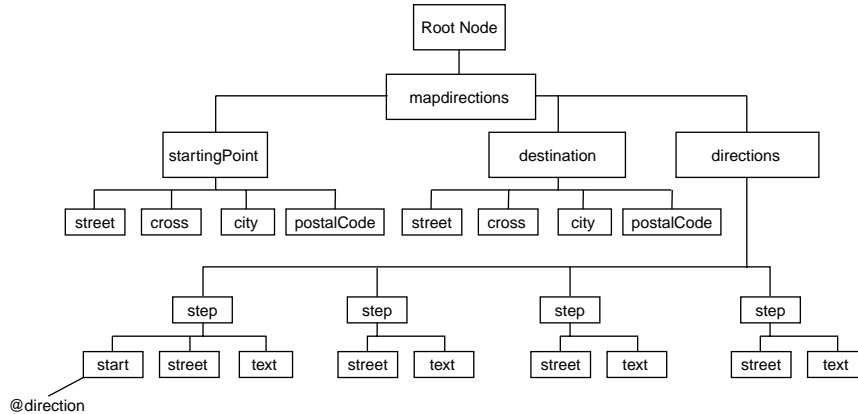 Root Node
mapdirections
startingPoint destination directions
street cross city postalCode street cross city postalCode
step step step step
start street text street text street text street text
@direction